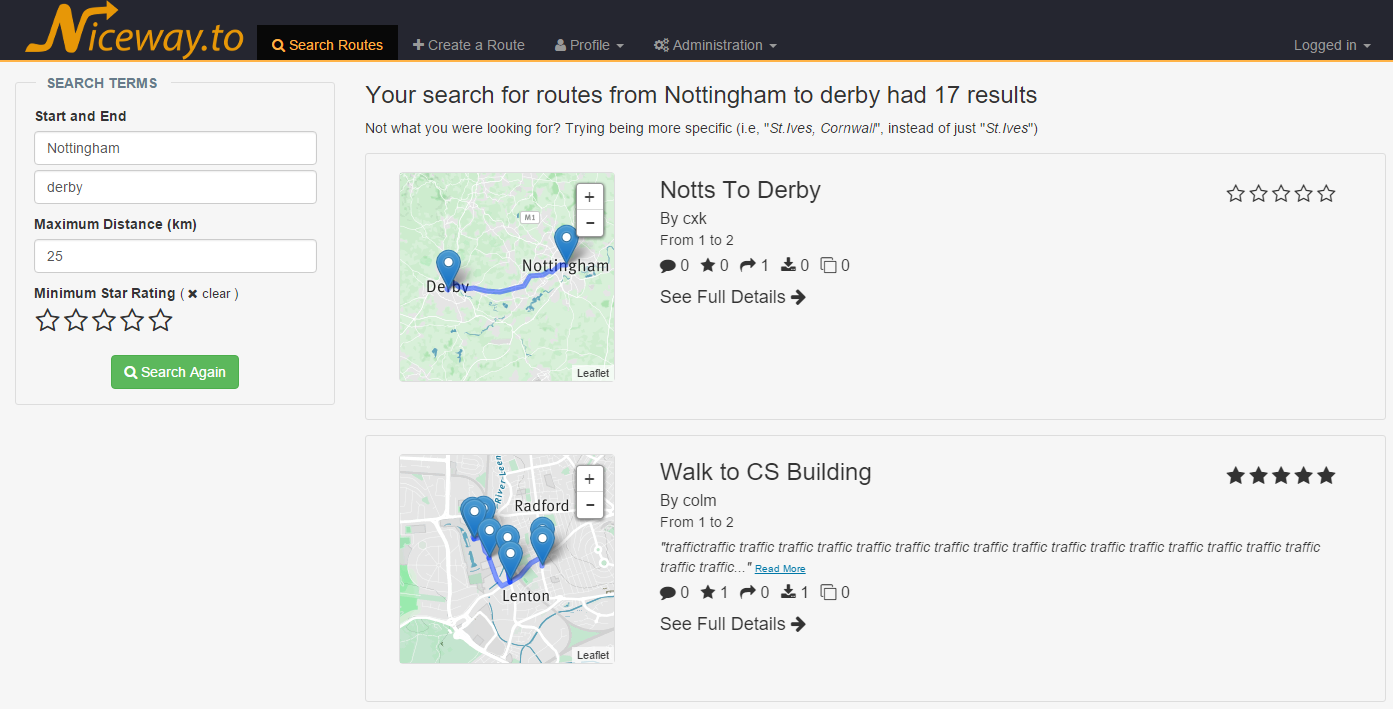 Niceway.to
Search Routes
Create a Route
Profile
Administration
Logged in
SEARCH TERMS
Start and End
Nottingham
derby
Maximum Distance (km)
25
Minimum Star Rating ( ✖ clear )
Search Again
Your search for routes from Nottingham to derby had 17 results
Not what you were looking for? Trying being more specific (i.e, "St.Ives, Cornwall", instead of just "St.Ives")
+
−
M1
Nottingham
Derby
Leaflet
Notts To Derby
By cxk
From 1 to 2
0 0 1 0 0
See Full Details
+
−
River Leen
Radford
Lenton
Leaflet
Walk to CS Building
By colm
From 1 to 2
"traffictraffic traffic traffic traffic traffic traffic traffic traffic traffic traffic traffic traffic traffic traffic traffic traffic
traffic traffic..." Read More
0 1 0 1 0
See Full Details